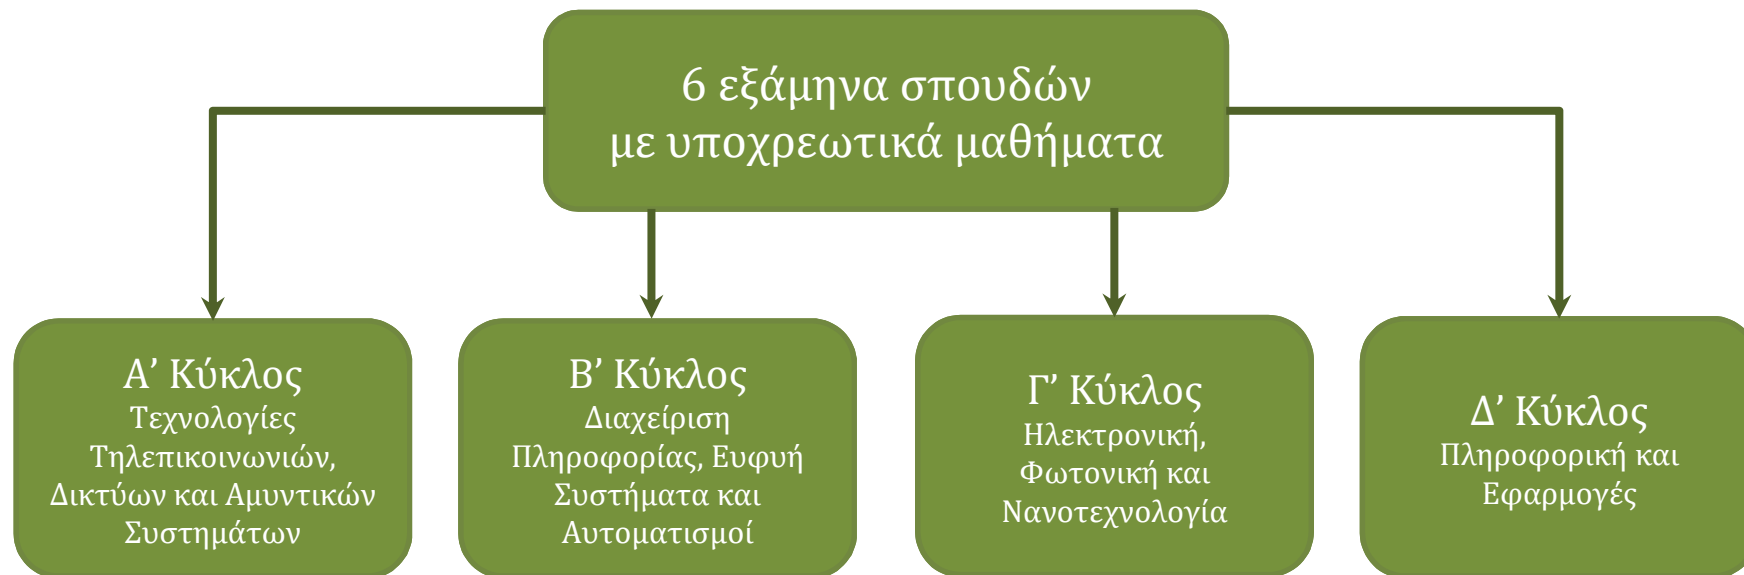 6 εξάμηνα σπουδών
με υποχρεωτικά μαθήματα
Α’ Κύκλος
Τεχνολογίες
Τηλεπικοινωνιών,
Δικτύων και Αμυντικών
Συστημάτων
Β’ Κύκλος
Διαχείριση
Πληροφορίας, Ευφυή
Συστήματα και
Αυτοματισμοί
Γ’ Κύκλος
Ηλεκτρονική,
Φωτονική και
Νανοτεχνολογία
Δ’ Κύκλος
Πληροφορική και
Εφαρμογές